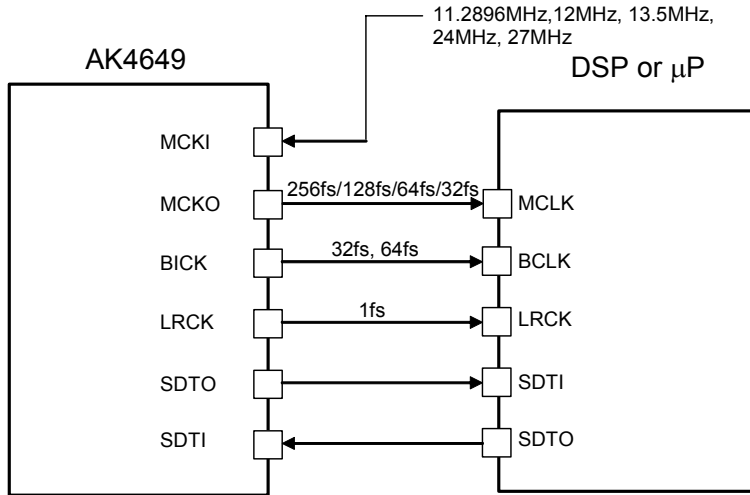 11.2896MHz,12MHz, 13.5MHz,
24MHz, 27MHz
AK4649
DSP or μP
MCKI
MCKO
256fs/128fs/64fs/32fs
MCLK
BICK
32fs, 64fs
BCLK
LRCK
1fs
LRCK
SDTO
SDTI
SDTI
SDTO